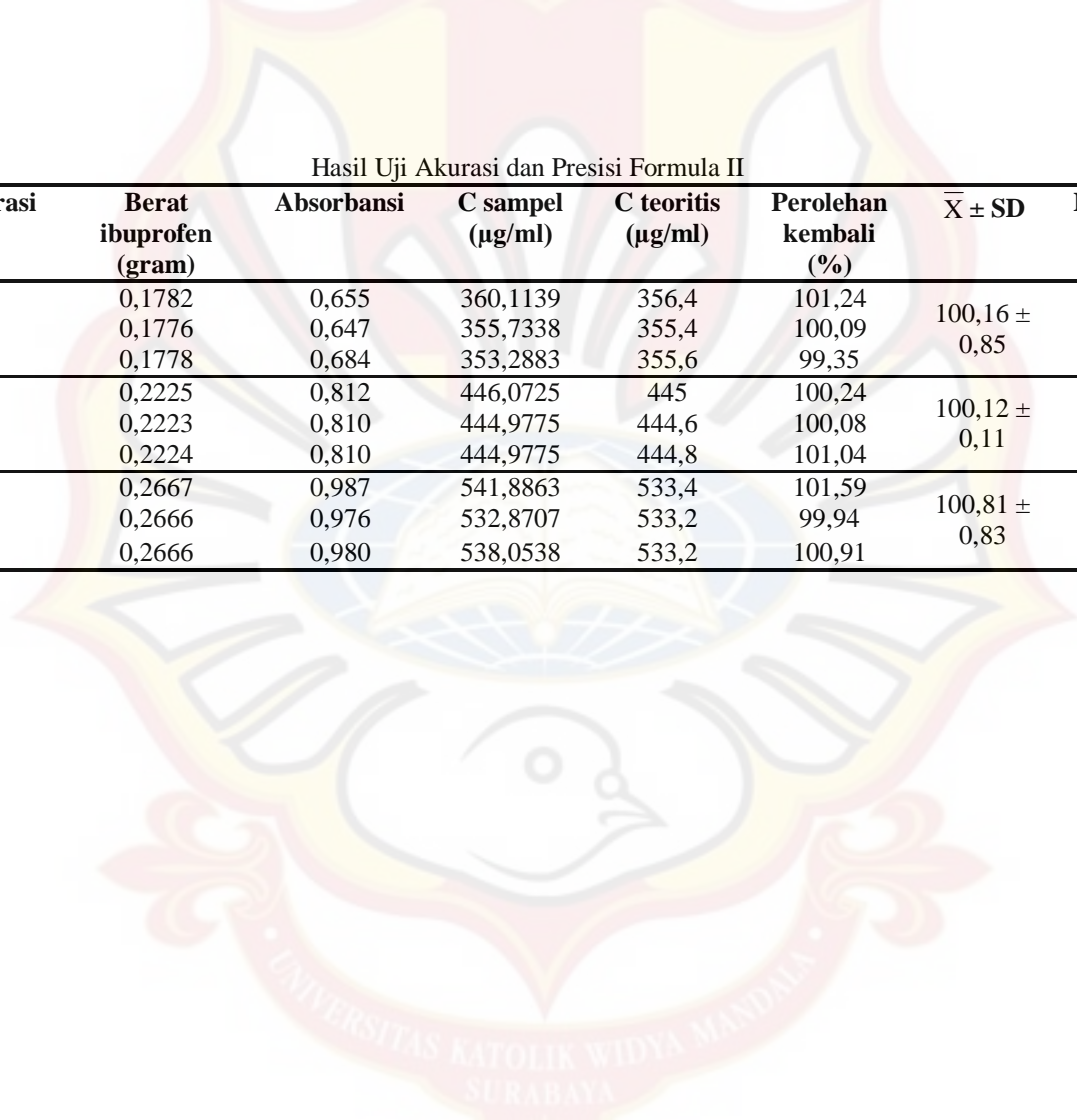 Hasil Uji Akurasi dan Presisi Formula II
rasi Berat ibuprofen (gram) Absorbansi C sampel (µg/ml) C teoritis (µg/ml) Perolehan kembali (%) X̅ ± SD
0,1782 0,655 360,1139 356,4 101,24 100,16 ± 0,85
0,1776 0,647 355,7338 355,4 100,09
0,1778 0,684 353,2883 355,6 99,35
0,2225 0,812 446,0725 445 100,24 100,12 ± 0,11
0,2223 0,810 444,9775 444,6 100,08
0,2224 0,810 444,9775 444,8 101,04
0,2667 0,987 541,8863 533,4 101,59 100,81 ± 0,83
0,2666 0,976 532,8707 533,2 99,94
0,2666 0,980 538,0538 533,2 100,91
UNIVERSITAS KATOLIK WIDYA MANDALA
SURABAYA